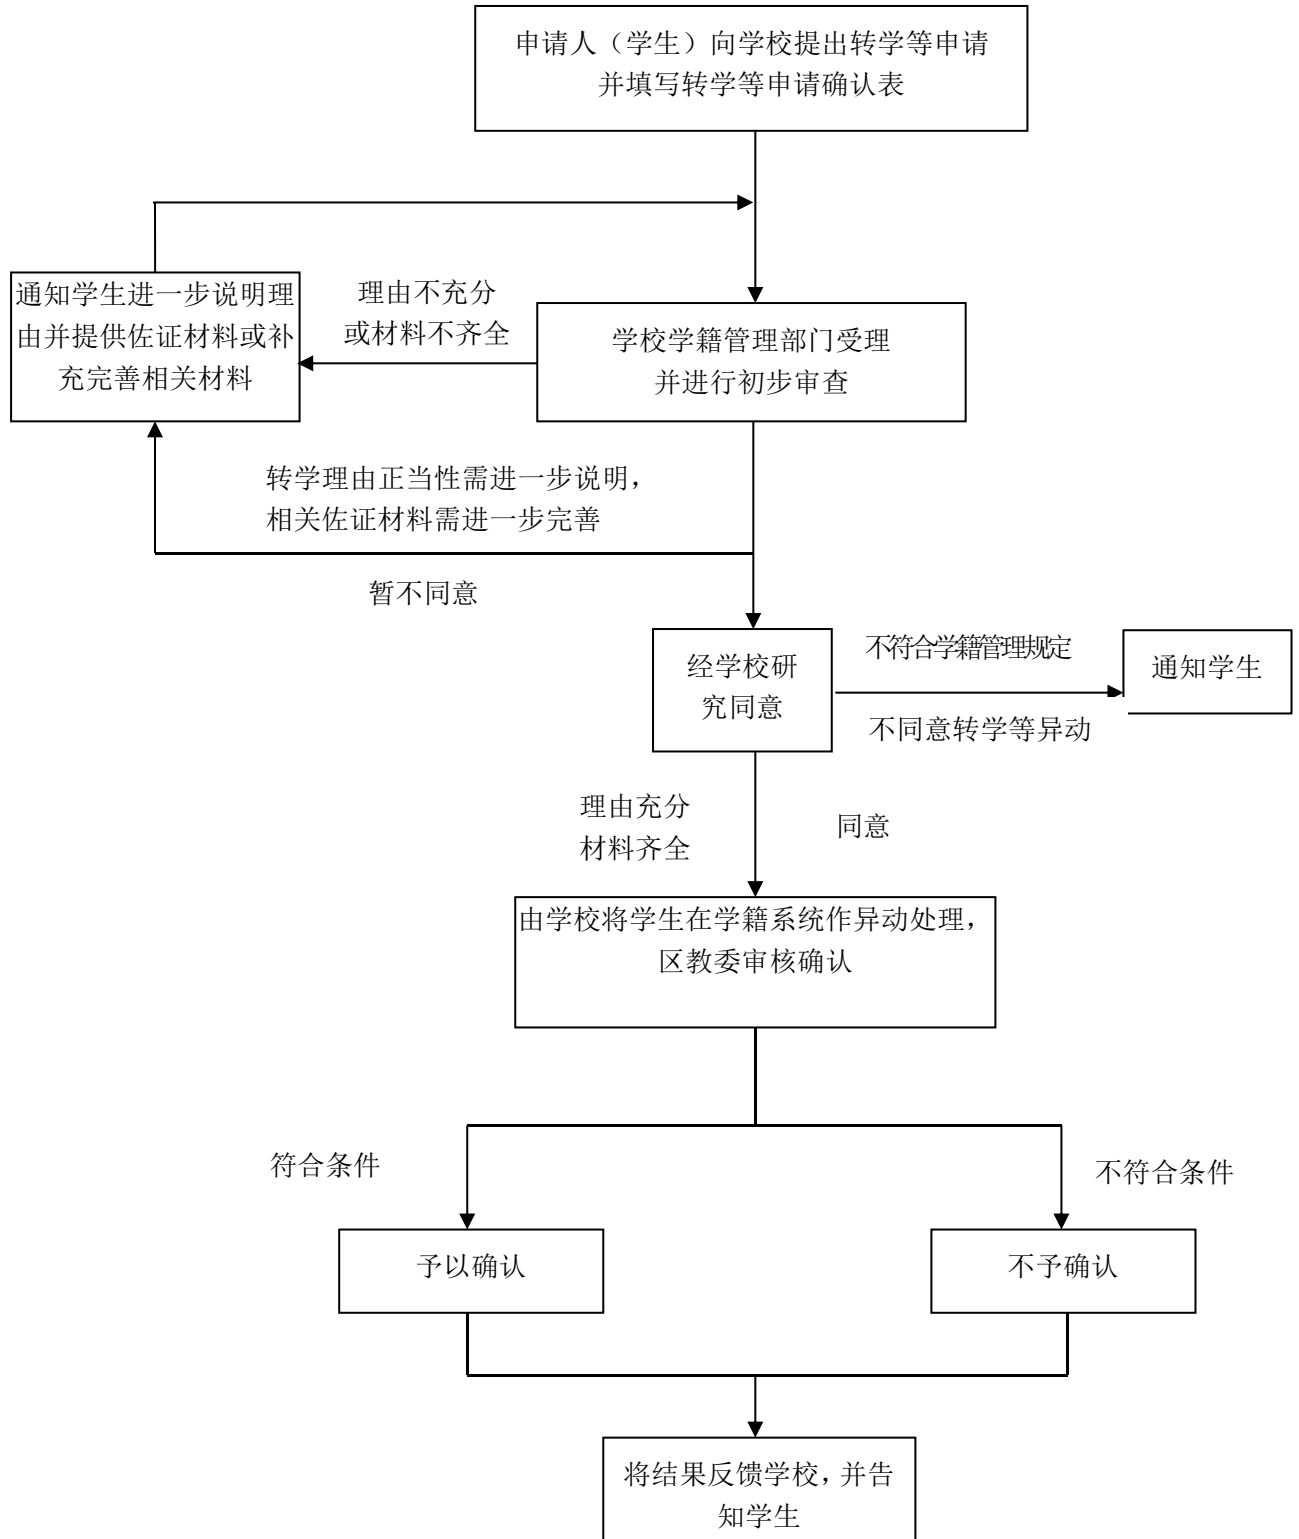 申请人（学生）向学校提出转学等申请
并填写转学等申请确认表
通知学生进一步说明理
由并提供佐证材料或补
充完善相关材料
理由不充分
或材料不齐全
学校学籍管理部门受理
并进行初步审查
转学理由正当性需进一步说明，
相关佐证材料需进一步完善
暂不同意
经学校研
究同意
不符合学籍管理规定
不同意转学等异动
通知学生
理由充分
材料齐全
同意
由学校将学生在学籍系统作异动处理，
区教委审核确认
符合条件
不符合条件
予以确认
不予确认
将结果反馈学校，并告
知学生